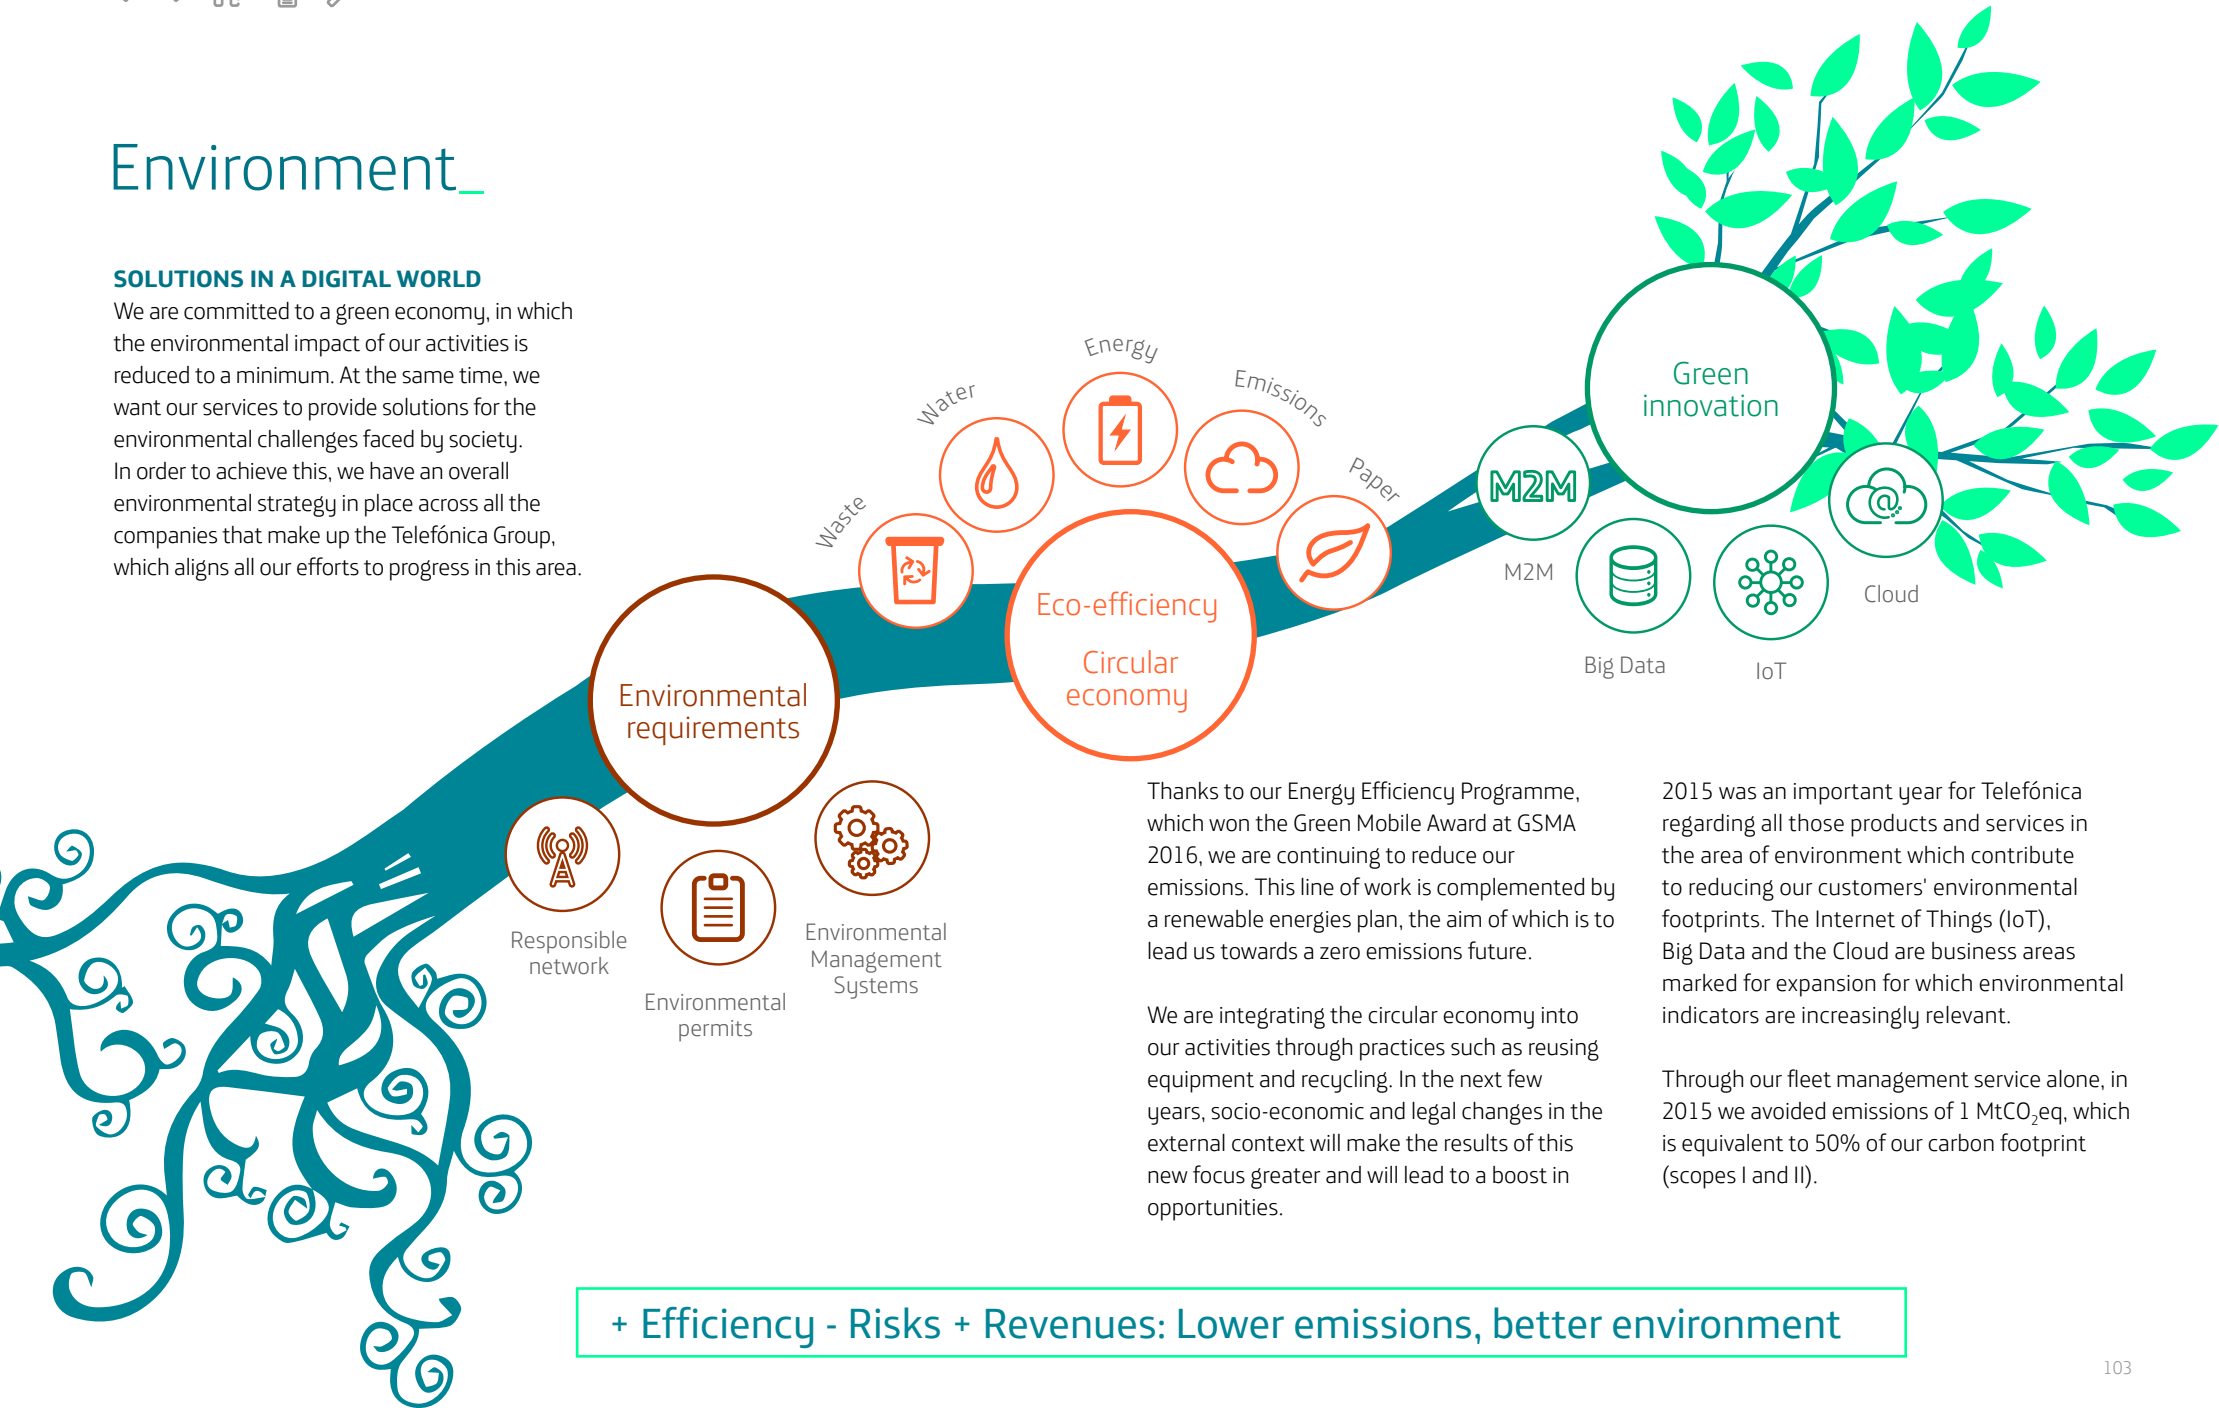 Environment_
SOLUTIONS IN A DIGITAL WORLD
We are committed to a green economy, in which
the environmental impact of our activities is
reduced to a minimum. At the same time, we
want our services to provide solutions for the
environmental challenges faced by society.
In order to achieve this, we have an overall
environmental strategy in place across all the
companies that make up the Telefónica Group,
which aligns all our efforts to progress in this area.
Environmental
requirements
Responsible
network
Environmental
permits
Environmental
Management
Systems
Waste
Water
Energy
Emissions
Paper
Eco-efficiency
Circular
economy
Green
innovation
M2M
M2M
Big Data
IoT
@
Cloud
Thanks to our Energy Efficiency Programme,
which won the Green Mobile Award at GSMA
2016, we are continuing to reduce our
emissions. This line of work is complemented by
a renewable energies plan, the aim of which is to
lead us towards a zero emissions future.
We are integrating the circular economy into
our activities through practices such as reusing
equipment and recycling. In the next few
years, socio-economic and legal changes in the
external context will make the results of this
new focus greater and will lead to a boost in
opportunities.
2015 was an important year for Telefónica
regarding all those products and services in
the area of environment which contribute
to reducing our customers' environmental
footprints. The Internet of Things (IoT),
Big Data and the Cloud are business areas
marked for expansion for which environmental
indicators are increasingly relevant.
Through our fleet management service alone, in
2015 we avoided emissions of 1 MtCO₂eq, which
is equivalent to 50% of our carbon footprint
(scopes I and II).
+ Efficiency - Risks + Revenues: Lower emissions, better environment
103